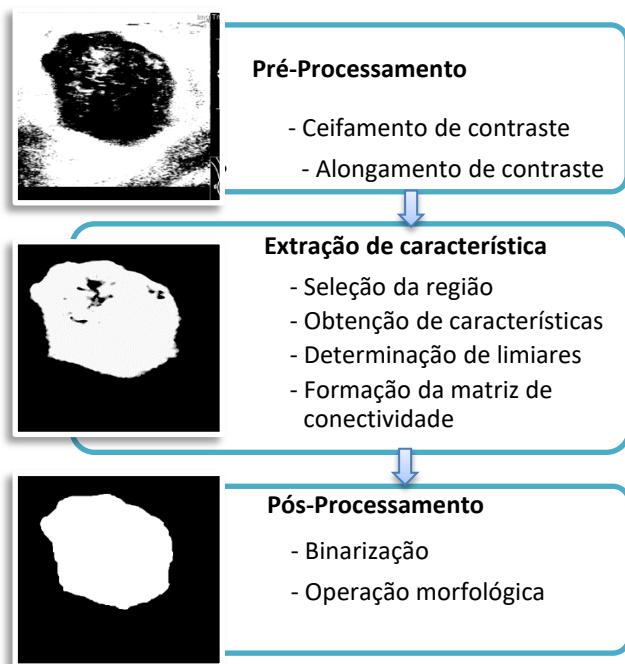 Pré-Processamento
- Ceifamento de contraste
- Alongamento de contraste
Extração de característica
- Seleção da região
- Obtenção de características
- Determinação de limiares
- Formação da matriz de
conectividade
Pós-Processamento
- Binarização
- Operação morfológica